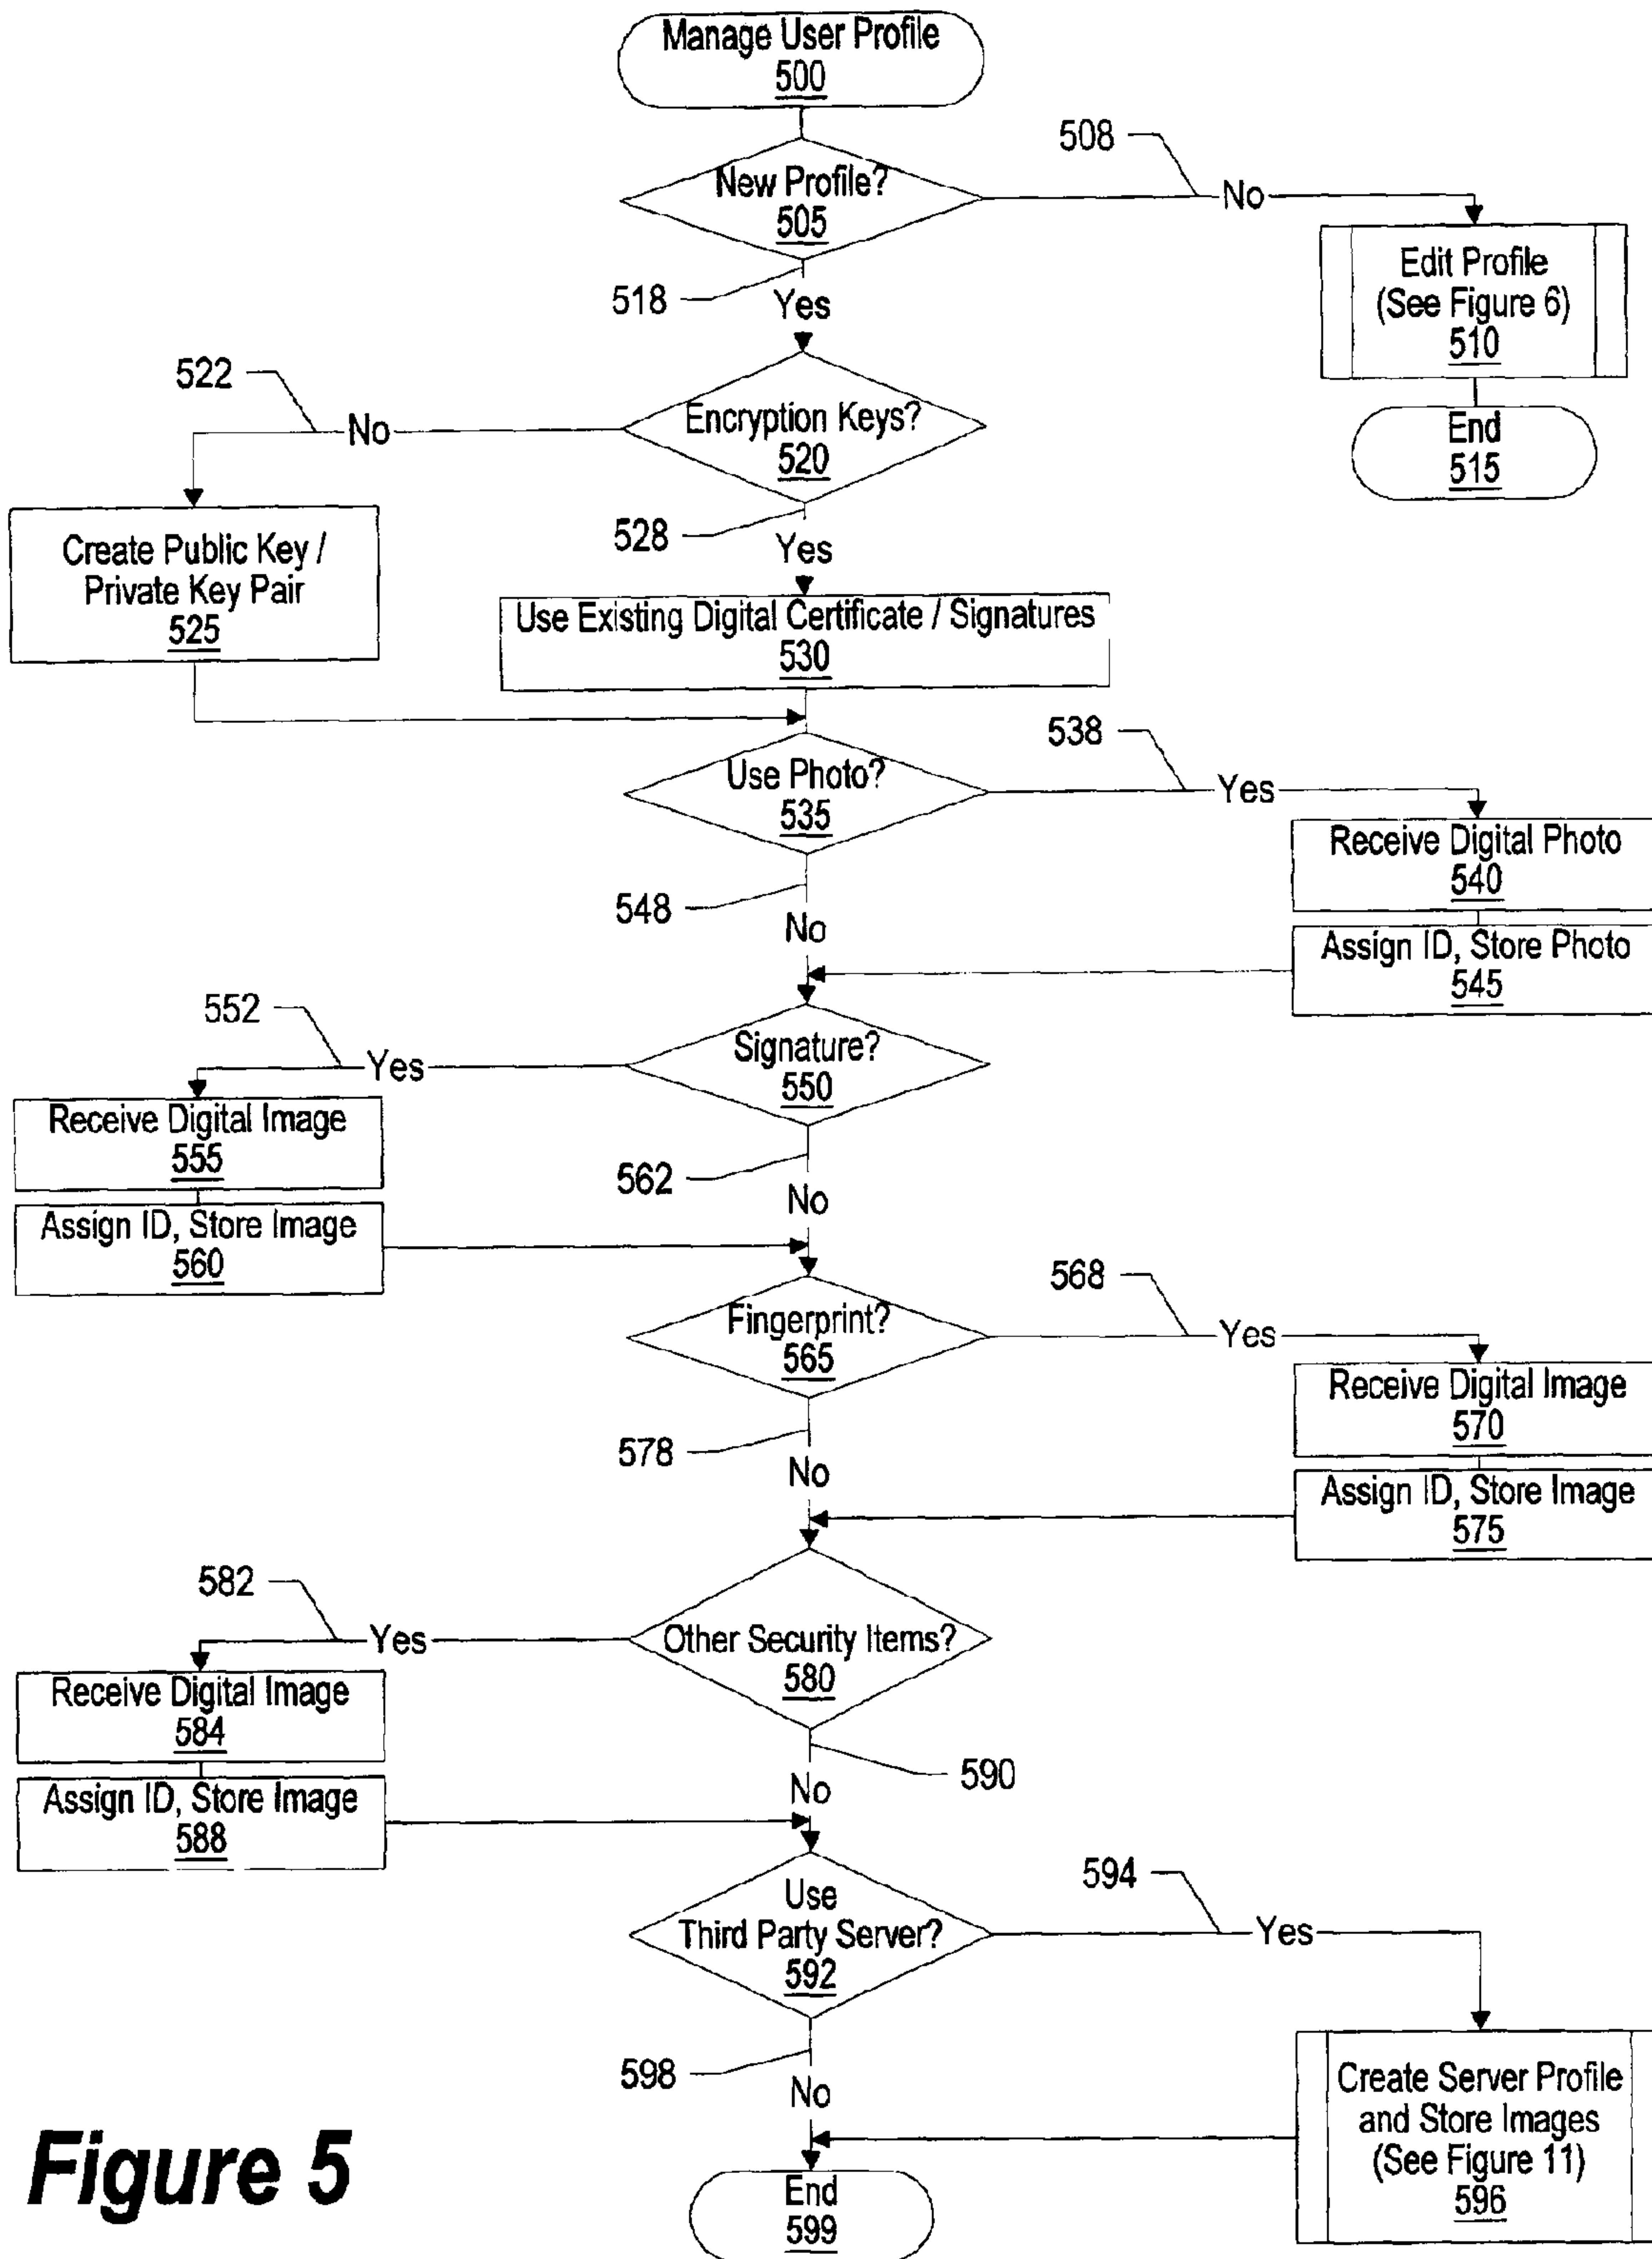 Manage User Profile
500
508
New Profile?
505
No
518
Yes
Edit Profile
(See Figure 6)
510
End
515
522
No
Encryption Keys?
520
528
Yes
Create Public Key /
Private Key Pair
525
Use Existing Digital Certificate / Signatures
530
538
Use Photo?
535
Yes
Receive Digital Photo
540
548
No
Assign ID, Store Photo
545
552
Yes
Signature?
550
Receive Digital Image
555
562
No
Assign ID, Store Image
560
568
Fingerprint?
565
Yes
Receive Digital Image
570
578
No
Assign ID, Store Image
575
582
Yes
Other Security Items?
580
Receive Digital Image
584
590
No
Assign ID, Store Image
588
594
Use
Third Party Server?
592
Yes
598
No
Create Server Profile
and Store Images
(See Figure 11)
596
Figure 5
End
599